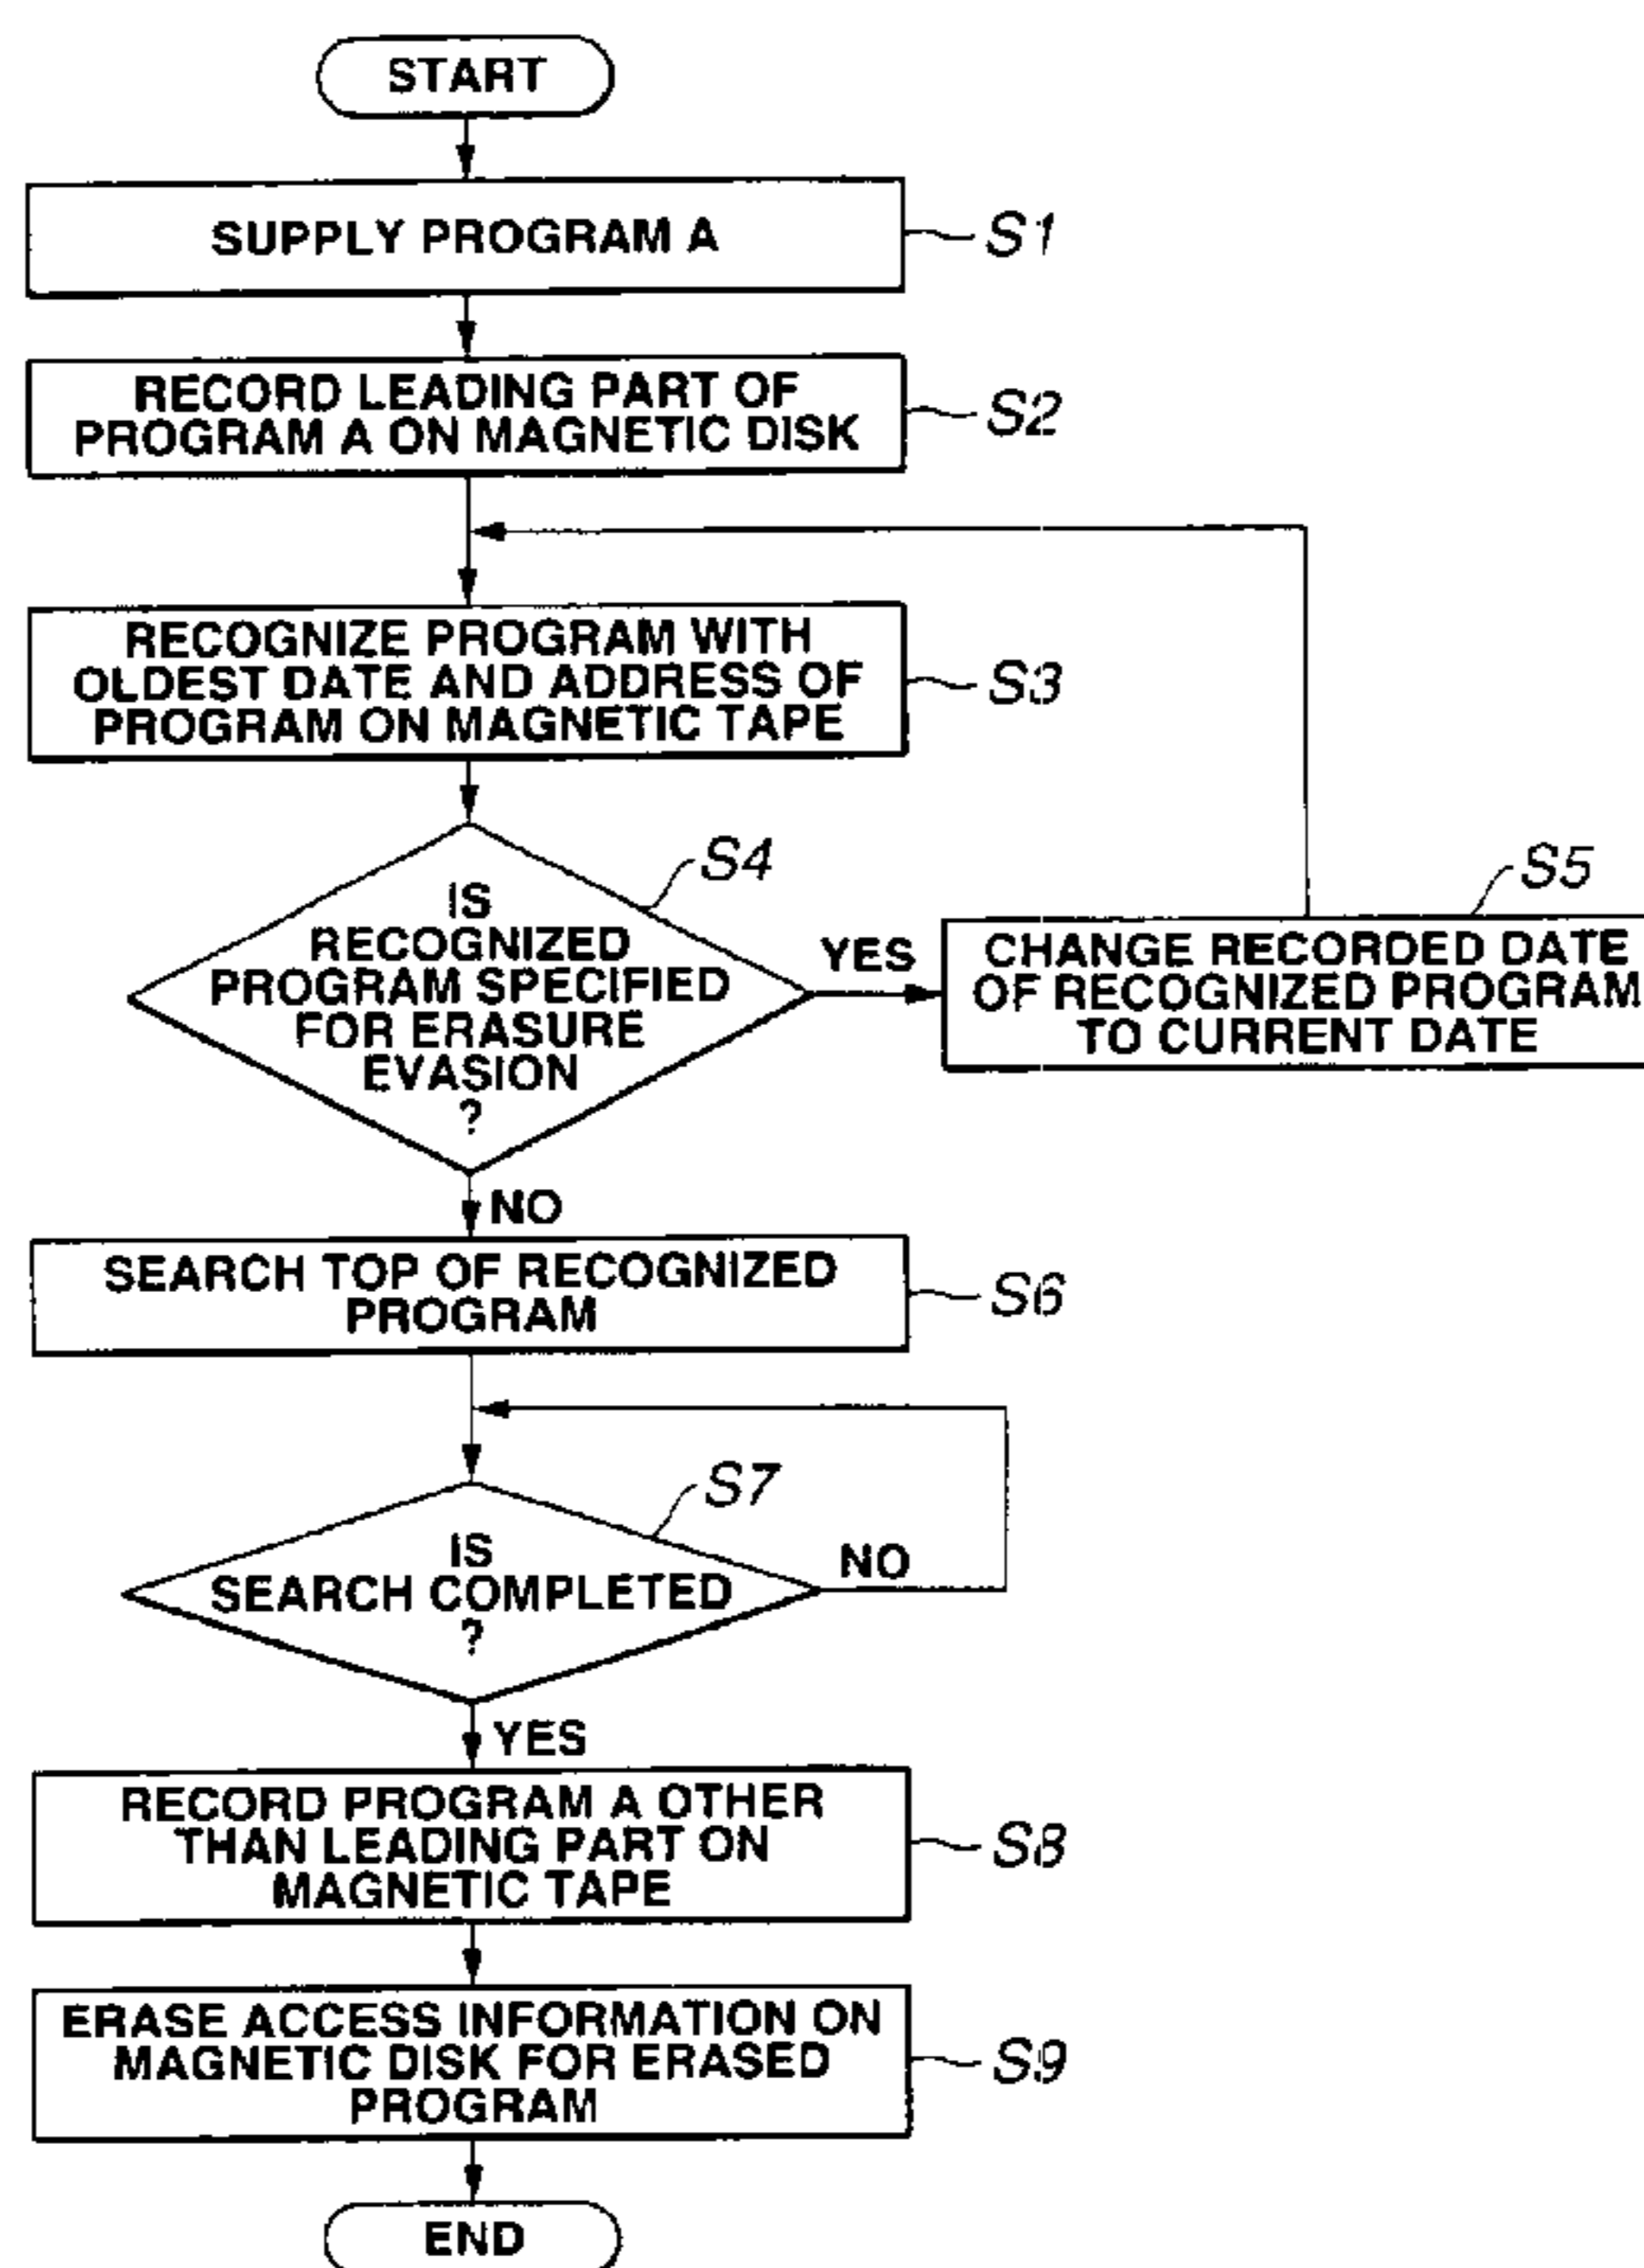 START
SUPPLY PROGRAM A
S1
RECORD LEADING PART OF
PROGRAM A ON MAGNETIC DISK
S2
RECOGNIZE PROGRAM WITH
OLDEST DATE AND ADDRESS OF
PROGRAM ON MAGNETIC TAPE
S3
S4
IS
RECOGNIZED
PROGRAM SPECIFIED
FOR ERASURE
EVASION
?
YES
S5
CHANGE RECORDED DATE
OF RECOGNIZED PROGRAM
TO CURRENT DATE
NO
SEARCH TOP OF RECOGNIZED
PROGRAM
S6
S7
IS
SEARCH COMPLETED
?
NO
YES
RECORD PROGRAM A OTHER
THAN LEADING PART ON
MAGNETIC TAPE
S8
ERASE ACCESS INFORMATION ON
MAGNETIC DISK FOR ERASED
PROGRAM
S9
END